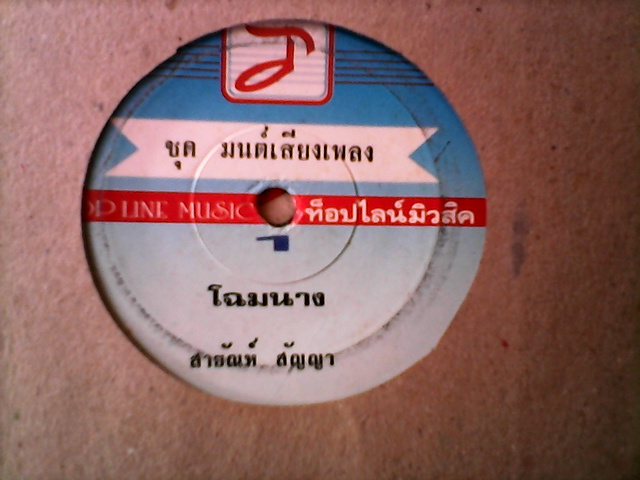 ชุด มนต์เสียงเพลง
OP LINE MUSIC ท็อปไลน์มิวสิค
โฉมนาง
สายัณห์ สัญญา